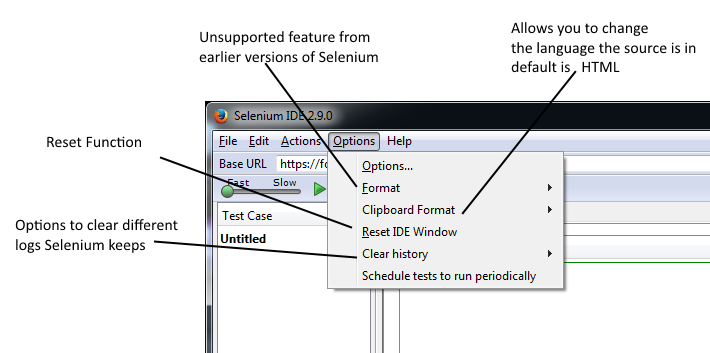 Allows you to change
the language the source is in
default is HTML
Unsupported feature from
earlier versions of Selenium
Selenium IDE 2.9.0
Reset Function
File Edit Actions Options Help
Base URL https://fo
Options...
Fast Slow
Format
Clipboard Format
Options to clear different
logs Selenium keeps
Test Case
Reset IDE Window
Untitled
Clear history
Schedule tests to run periodically